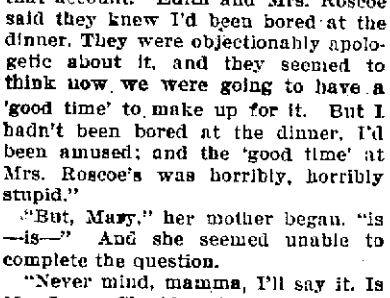 that account. Edith and Mrs. Roscoe
said they knew I'd been bored at the
dinner. They were objectionably apolo-
getic about it, and they seemed to
think now we were going to have a
'good time' to make up for it. But I
hadn't been bored at the dinner. I'd
been amused; and the 'good time' at
Mrs. Roscoe's was horribly, horribly
stupid."
"But, Mary," her mother began, "is
—is—" And she seemed unable to
complete the question.
"Never mind, mamma, I'll say it. Is